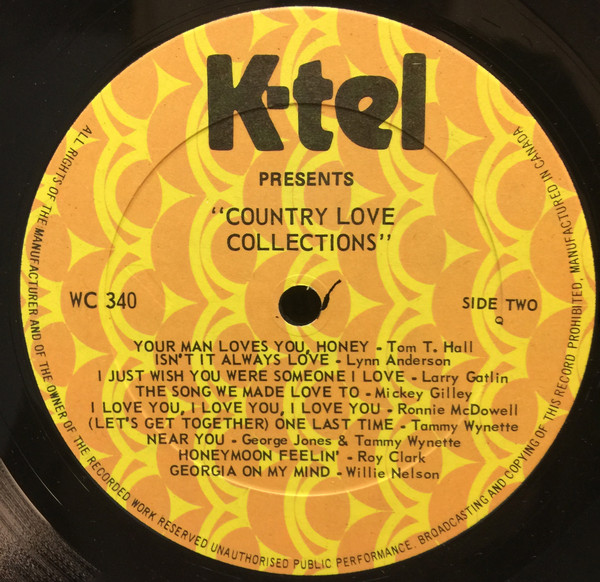 K-tel
PRESENTS
"COUNTRY LOVE
COLLECTIONS"
WC 340
SIDE TWO
YOUR MAN LOVES YOU, HONEY - Tom T. Hall
ISN'T IT ALWAYS LOVE - Lynn Anderson
I JUST WISH YOU WERE SOMEONE I LOVE - Larry Gatlin
THE SONG WE MADE LOVE TO - Mickey Gilley
I LOVE YOU, I LOVE YOU, I LOVE YOU - Ronnie McDowell
(LET'S GET TOGETHER) ONE LAST TIME - Tammy Wynette
NEAR YOU - George Jones & Tammy Wynette
HONEYMOON FEELIN' - Roy Clark
GEORGIA ON MY MIND - Willie Nelson
ALL RIGHTS OF THE MANUFACTURER AND OF THE OWNER OF THE RECORDED WORK RESERVED UNAUTHORISED PUBLIC PERFORMANCE. BROADCASTING AND COPYING OF THIS RECORD PROHIBITED, MANUFACTURED IN CANADA